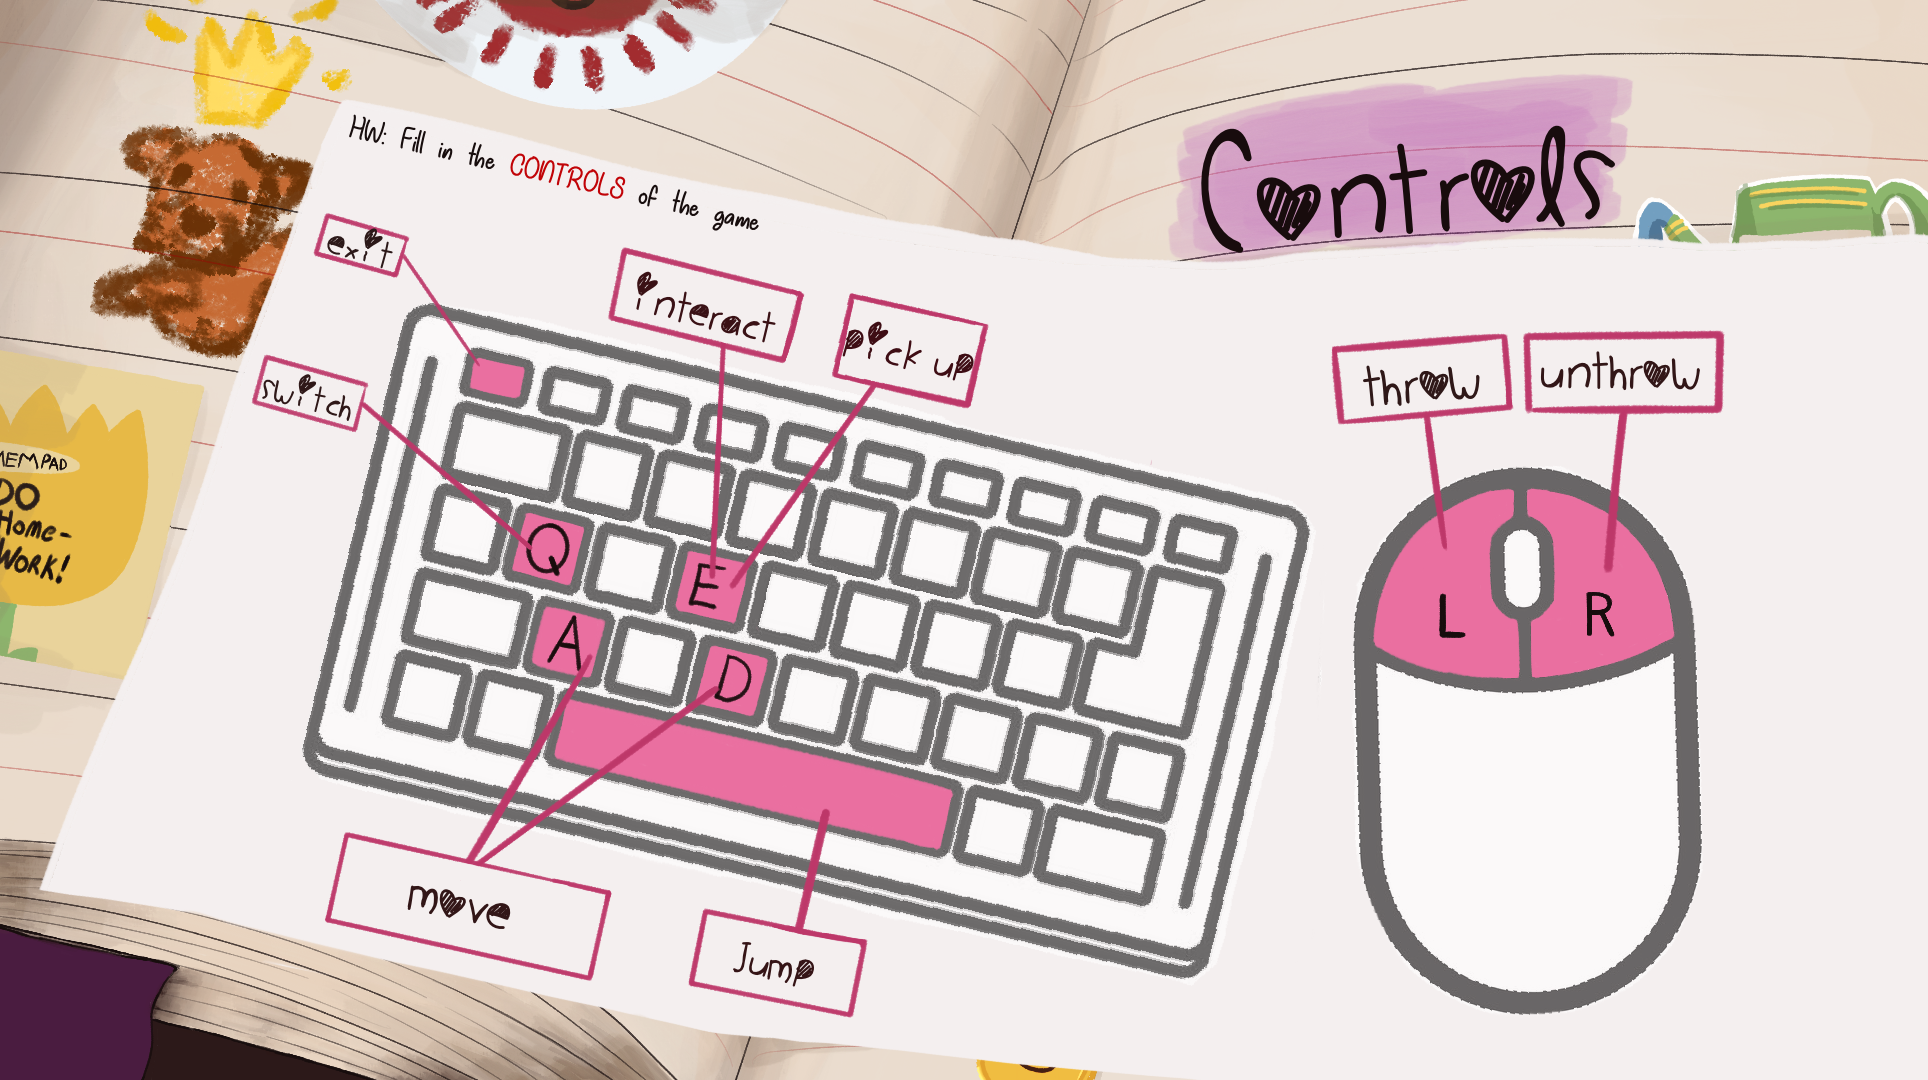 Controls
HW: Fill in the CONTROLS of the game
exit
interact
pick up
switch
throw
unthrow
MEMPAD
DO
Home-
WORK!
Q
E
A
D
L
R
move
Jump